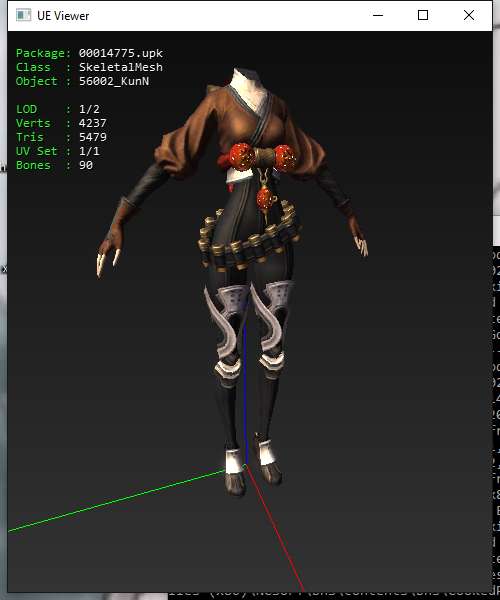 UE Viewer
Package: 00014775.upk
Class : SkeletalMesh
Object : 56002_KunN
LOD : 1/2
Verts : 4237
Tris : 5479
UV Set : 1/1
Bones : 90